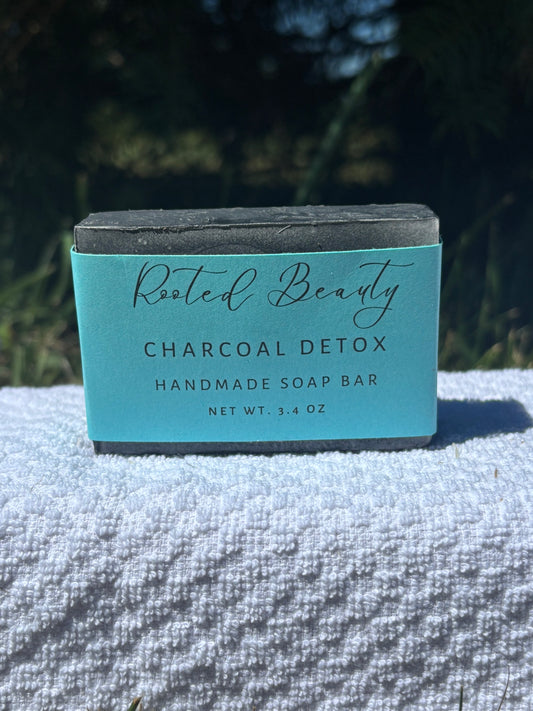 Rooted Beauty
CHARCOAL DETOX
HANDMADE SOAP BAR
NET WT. 3.4 OZ